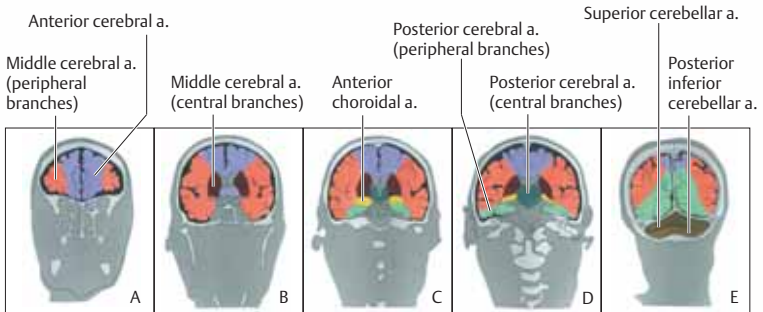 Anterior cerebral a.
Middle cerebral a.
(peripheral
branches)
Middle cerebral a.
(central branches)
Anterior
choroidal a.
Posterior cerebral a.
(peripheral branches)
Posterior cerebral a.
(central branches)
Superior cerebellar a.
Posterior
inferior
cerebellar a.
A
B
C
D
E